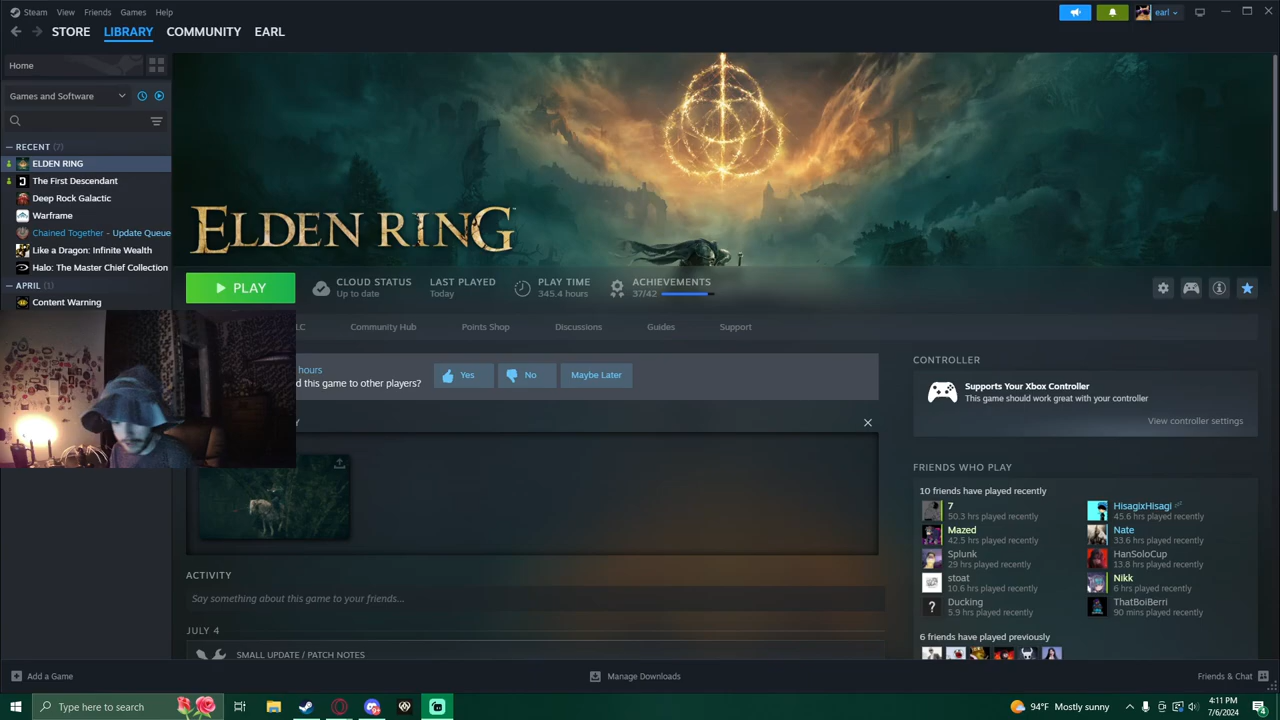 Steam View Friends Games Help
earl
STORE LIBRARY COMMUNITY EARL
Home
Games and Software
RECENT (7)
ELDEN RING
The First Descendant
Deep Rock Galactic
Warframe
Chained Together - Update Queue
Like a Dragon: Infinite Wealth
Halo: The Master Chief Collection
APRIL (1)
Content Warning
ELDEN RING
PLAY
CLOUD STATUS
Up to date
LAST PLAYED
Today
PLAY TIME
345.4 hours
ACHIEVEMENTS
37/42
LC Community Hub Points Shop Discussions Guides Support
hours
d this game to other players?
Yes No Maybe Later
Y
ACTIVITY
Say something about this game to your friends...
JULY 4
SMALL UPDATE / PATCH NOTES
CONTROLLER
Supports Your Xbox Controller
This game should work great with your controller
View controller settings
FRIENDS WHO PLAY
10 friends have played recently
7
50.3 hrs played recently
HisagixHisagi
45.6 hrs played recently
Mazed
42.5 hrs played recently
Nate
33.6 hrs played recently
Splunk
29 hrs played recently
HanSoloCup
13.8 hrs played recently
stoat
10.6 hrs played recently
Nikk
6 hrs played recently
?
Ducking
5.9 hrs played recently
ThatBoiBerri
90 mins played recently
6 friends have played previously
Add a Game
Manage Downloads
Friends & Chat
Type here to search
94°F Mostly sunny
4:11 PM
7/6/2024
4